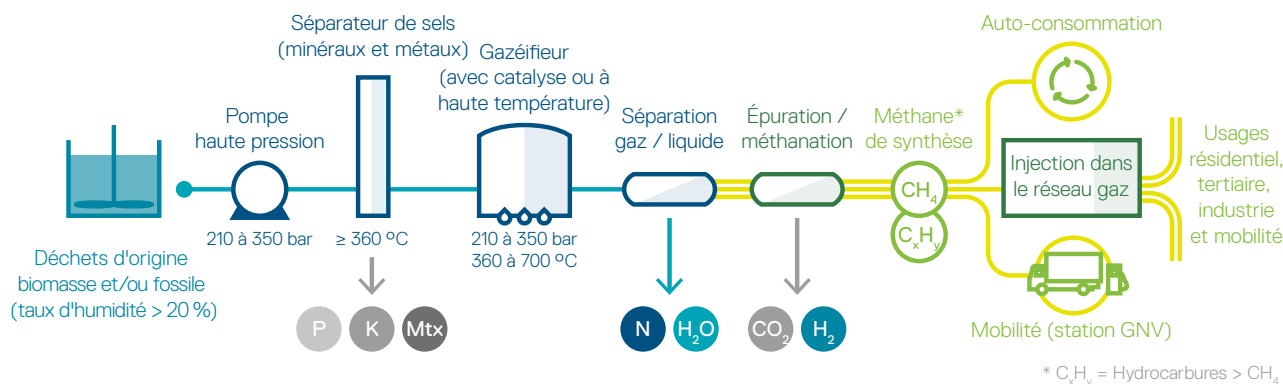 Séparateur de sels
(minéraux et métaux)
Gazéifieur
(avec catalyse ou à
haute température)
Pompe
haute pression
Séparation
gaz / liquide
Épuration /
méthanation
Méthane*
de synthèse
Auto-consommation
Injection dans
le réseau gaz
Usages
résidentiel,
tertiaire,
industrie
et mobilité
CH4
CxHy
210 à 350 bar
≥ 360 °C
210 à 350 bar
360 à 700 °C
Déchets d'origine
biomasse et/ou fossile
(taux d'humidité > 20 %)
P
K
Mtx
N
H2O
CO2
H2
Mobilité (station GNV)
* CxHy = Hydrocarbures > CH4